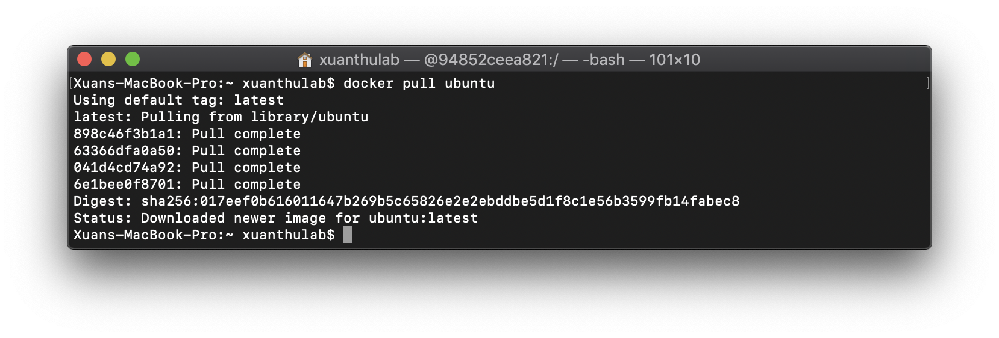 xuanthulab — @94852ceea821:/ — -bash — 101×10
[Xuans-MacBook-Pro:~ xuanthulab$ docker pull ubuntu ]
Using default tag: latest
latest: Pulling from library/ubuntu
898c46f3b1a1: Pull complete
63366dfa0a50: Pull complete
041d4cd74a92: Pull complete
6e1bee0f8701: Pull complete
Digest: sha256:017eef0b616011647b269b5c65826e2e2ebddbe5d1f8c1e56b3599fb14fabec8
Status: Downloaded newer image for ubuntu:latest
Xuans-MacBook-Pro:~ xuanthulab$